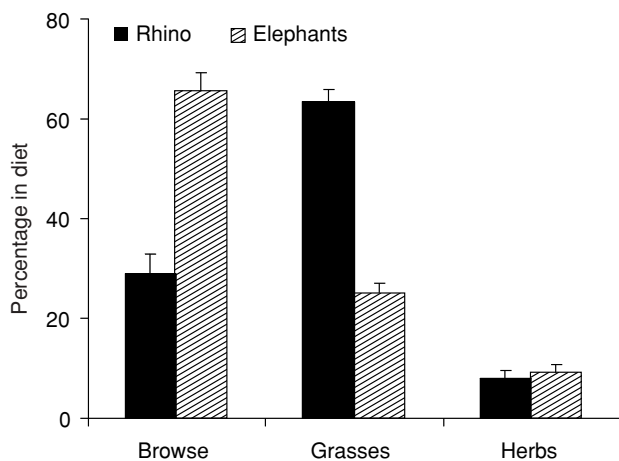 80
Rhino Elephants
60
40
20
0
Percentage in diet
Browse Grasses Herbs